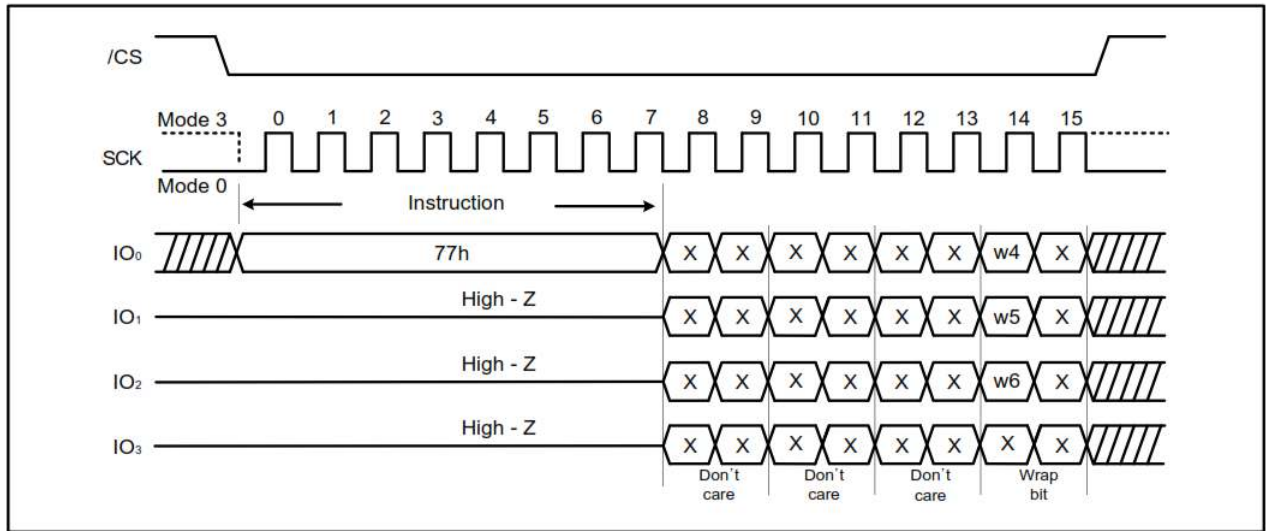 /CS
Mode 3 0 1 2 3 4 5 6 7 8 9 10 11 12 13 14 15
SCK
Mode 0
Instruction
IO₀ 77h X X X X X X w4 X
High - Z
IO₁ X X X X X X w5 X
High - Z
IO₂ X X X X X X w6 X
High - Z
IO₃ X X X X X X X X
Don't care Don't care Don't care Wrap bit